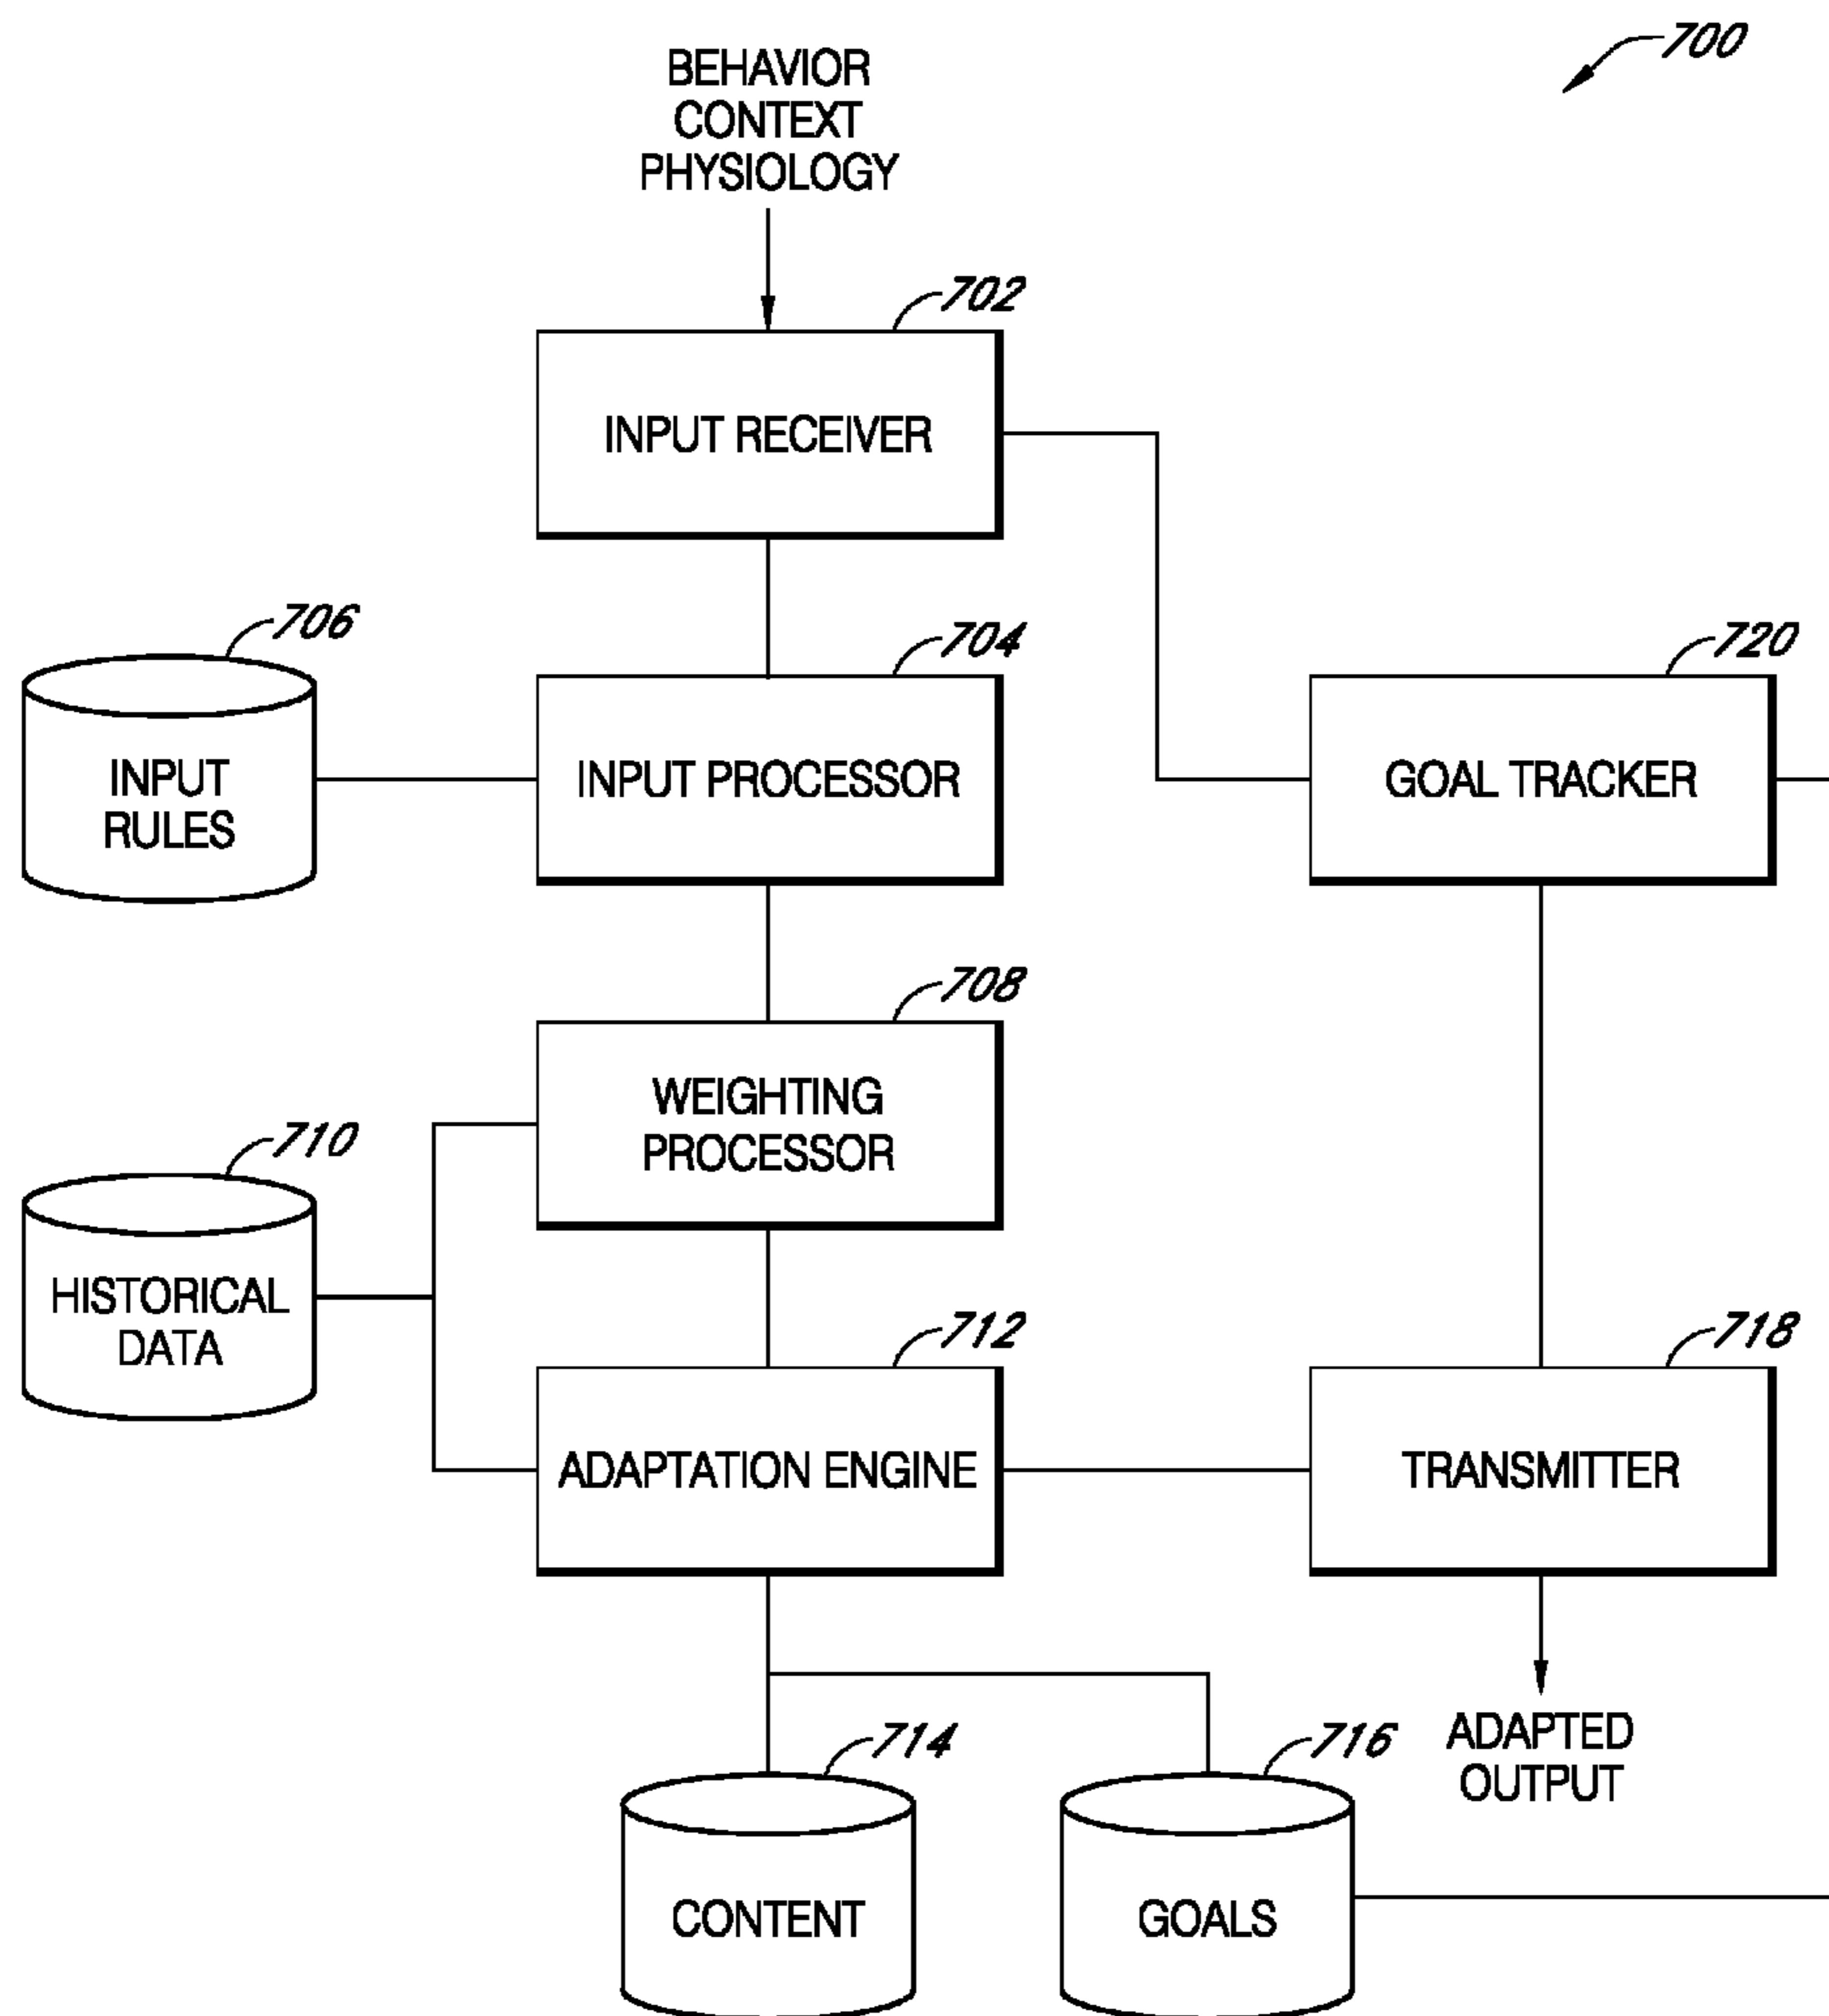 700
BEHAVIOR
CONTEXT
PHYSIOLOGY
702
INPUT RECEIVER
706
INPUT
RULES
704
INPUT PROCESSOR
720
GOAL TRACKER
708
WEIGHTING
PROCESSOR
710
HISTORICAL
DATA
712
ADAPTATION ENGINE
718
TRANSMITTER
714
CONTENT
716
GOALS
ADAPTED
OUTPUT